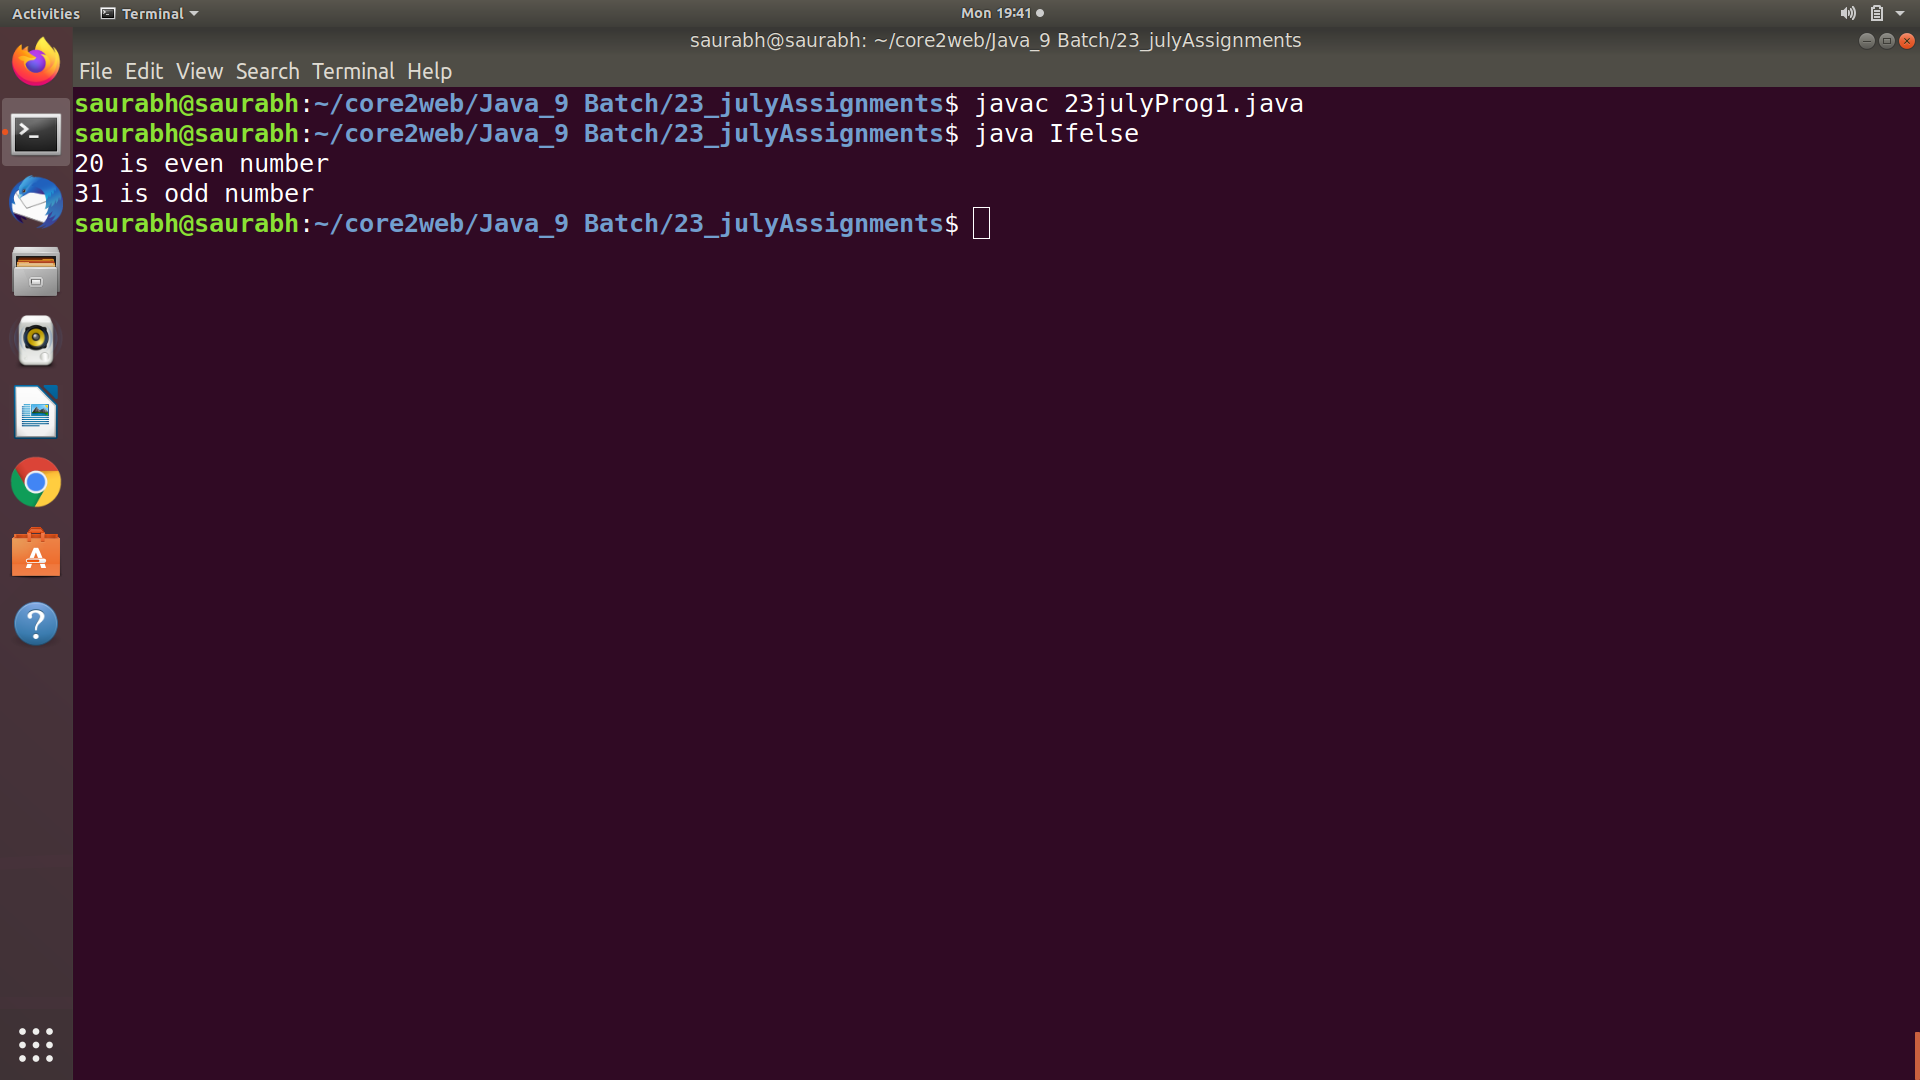 Activities Terminal Mon 19:41
saurabh@saurabh: ~/core2web/Java_9 Batch/23_julyAssignments
File Edit View Search Terminal Help
saurabh@saurabh:~/core2web/Java_9 Batch/23_julyAssignments$ javac 23julyProg1.java
saurabh@saurabh:~/core2web/Java_9 Batch/23_julyAssignments$ java Ifelse
20 is even number
31 is odd number
saurabh@saurabh:~/core2web/Java_9 Batch/23_julyAssignments$